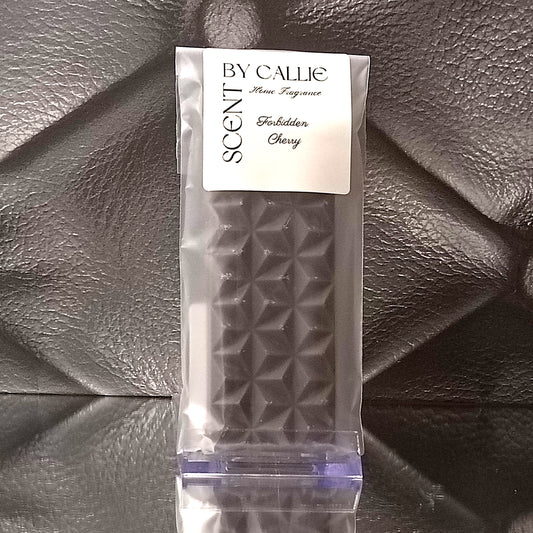 SCENT
BY CALLIE
Home Fragrance
Forbidden
Cherry